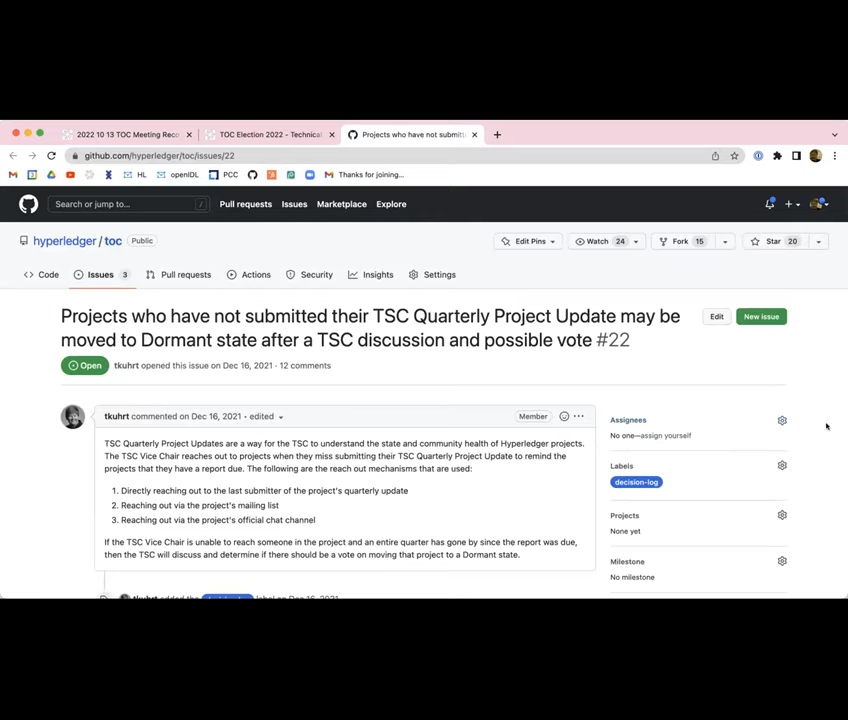 2022 10 13 TOC Meeting Reco
TOC Election 2022 - Technical
Projects who have not submitt
github.com/hyperledger/toc/issues/22
HL
openIDL
PCC
Thanks for joining...
Search or jump to...
/
Pull requests
Issues
Marketplace
Explore
hyperledger / toc
Public
Edit Pins
Watch 24
Fork 15
Star 20
Code
Issues 3
Pull requests
Actions
Security
Insights
Settings
Projects who have not submitted their TSC Quarterly Project Update may be
moved to Dormant state after a TSC discussion and possible vote #22
Edit
New issue
Open
tkuhrt opened this issue on Dec 16, 2021 · 12 comments
tkuhrt commented on Dec 16, 2021 • edited
Member
TSC Quarterly Project Updates are a way for the TSC to understand the state and community health of Hyperledger projects.
The TSC Vice Chair reaches out to projects when they miss submitting their TSC Quarterly Project Update to remind the
projects that they have a report due. The following are the reach out mechanisms that are used:
1. Directly reaching out to the last submitter of the project's quarterly update
2. Reaching out via the project's mailing list
3. Reaching out via the project's official chat channel
If the TSC Vice Chair is unable to reach someone in the project and an entire quarter has gone by since the report was due,
then the TSC will discuss and determine if there should be a vote on moving that project to a Dormant state.
tkuhrt added the decision-log label on Dec 16, 2021
Assignees
No one—assign yourself
Labels
decision-log
Projects
None yet
Milestone
No milestone